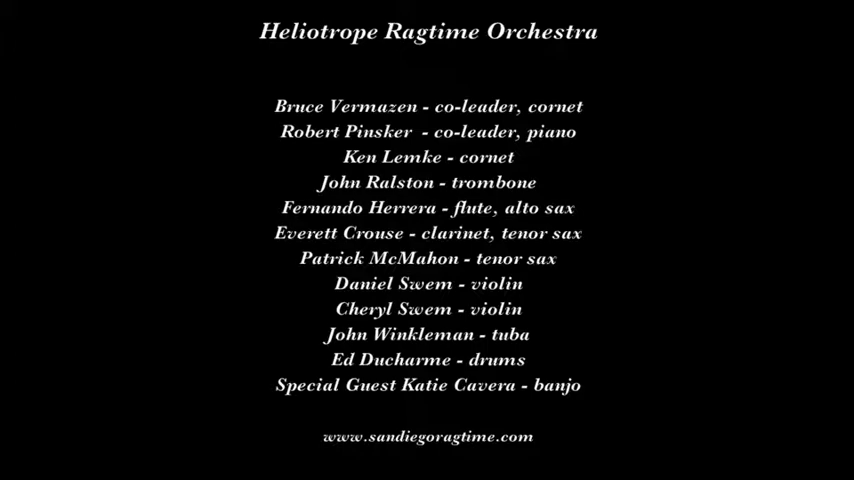 Heliotrope Ragtime Orchestra
Bruce Vermazen - co-leader, cornet
Robert Pinsker - co-leader, piano
Ken Lemke - cornet
John Ralston - trombone
Fernando Herrera - flute, alto sax
Everett Crouse - clarinet, tenor sax
Patrick McMahon - tenor sax
Daniel Swem - violin
Cheryl Swem - violin
John Winkleman - tuba
Ed Ducharme - drums
Special Guest Katie Cavera - banjo
www.sandiegoragtime.com